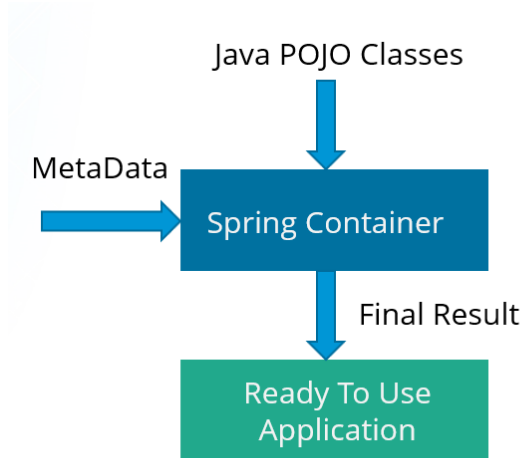 Java POJO Classes
MetaData
Spring Container
Final Result
Ready To Use
Application